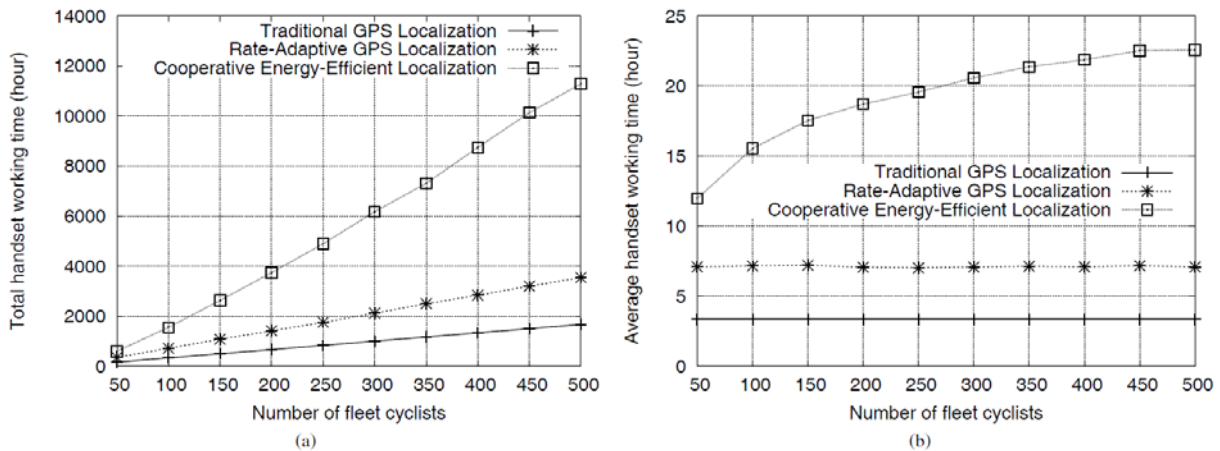 Total handset working time (hour)
14000
12000
10000
8000
6000
4000
2000
0
Traditional GPS Localization
Rate-Adaptive GPS Localization
Cooperative Energy-Efficient Localization
50 100 150 200 250 300 350 400 450 500
Number of fleet cyclists
(a)
Average handset working time (hour)
25
20
15
10
5
0
Traditional GPS Localization
Rate-Adaptive GPS Localization
Cooperative Energy-Efficient Localization
50 100 150 200 250 300 350 400 450 500
Number of fleet cyclists
(b)